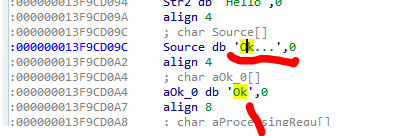 :000000013F9CD094 Str2 db 'Hello',0
:000000013F9CD09A align 4
:000000013F9CD09C ; char Source[]
:000000013F9CD09C Source db 'Ok...',0
:000000013F9CD0A2 align 4
:000000013F9CD0A4 ; char aOk_0[]
:000000013F9CD0A4 aOk_0 db 'Ok',0
:000000013F9CD0A7 align 8
:000000013F9CD0A8 ; char aProcessingRequ[]